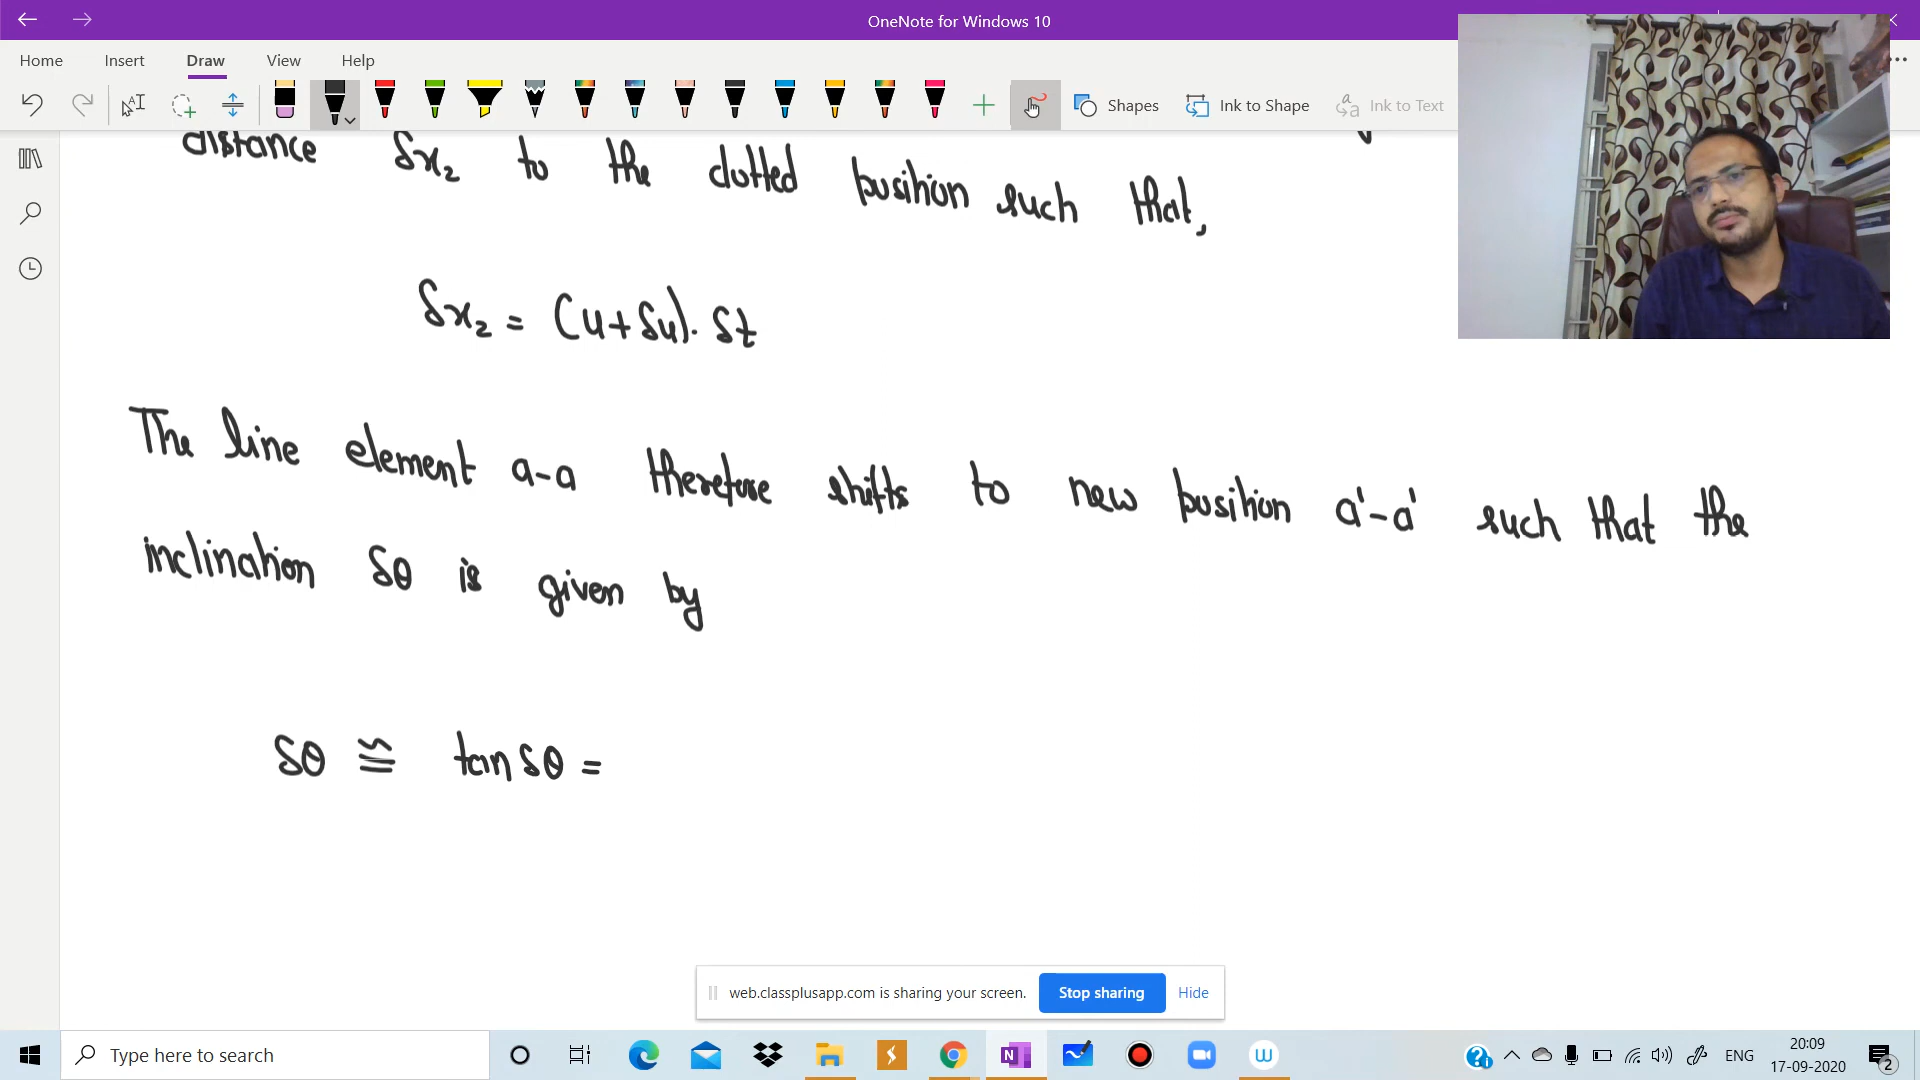 OneNote for Windows 10
Home Insert Draw View Help
Shapes Ink to Shape Ink to Text
distance δx₂ to the dotted position such that,
δx₂ = (u+δu). δt
The line element a-a therefore shifts to new position a'-a' such that the
inclination δθ is given by
δθ ≅ tan δθ =
web.classplusapp.com is sharing your screen. Stop sharing Hide
Type here to search
ENG
20:09
17-09-2020
2